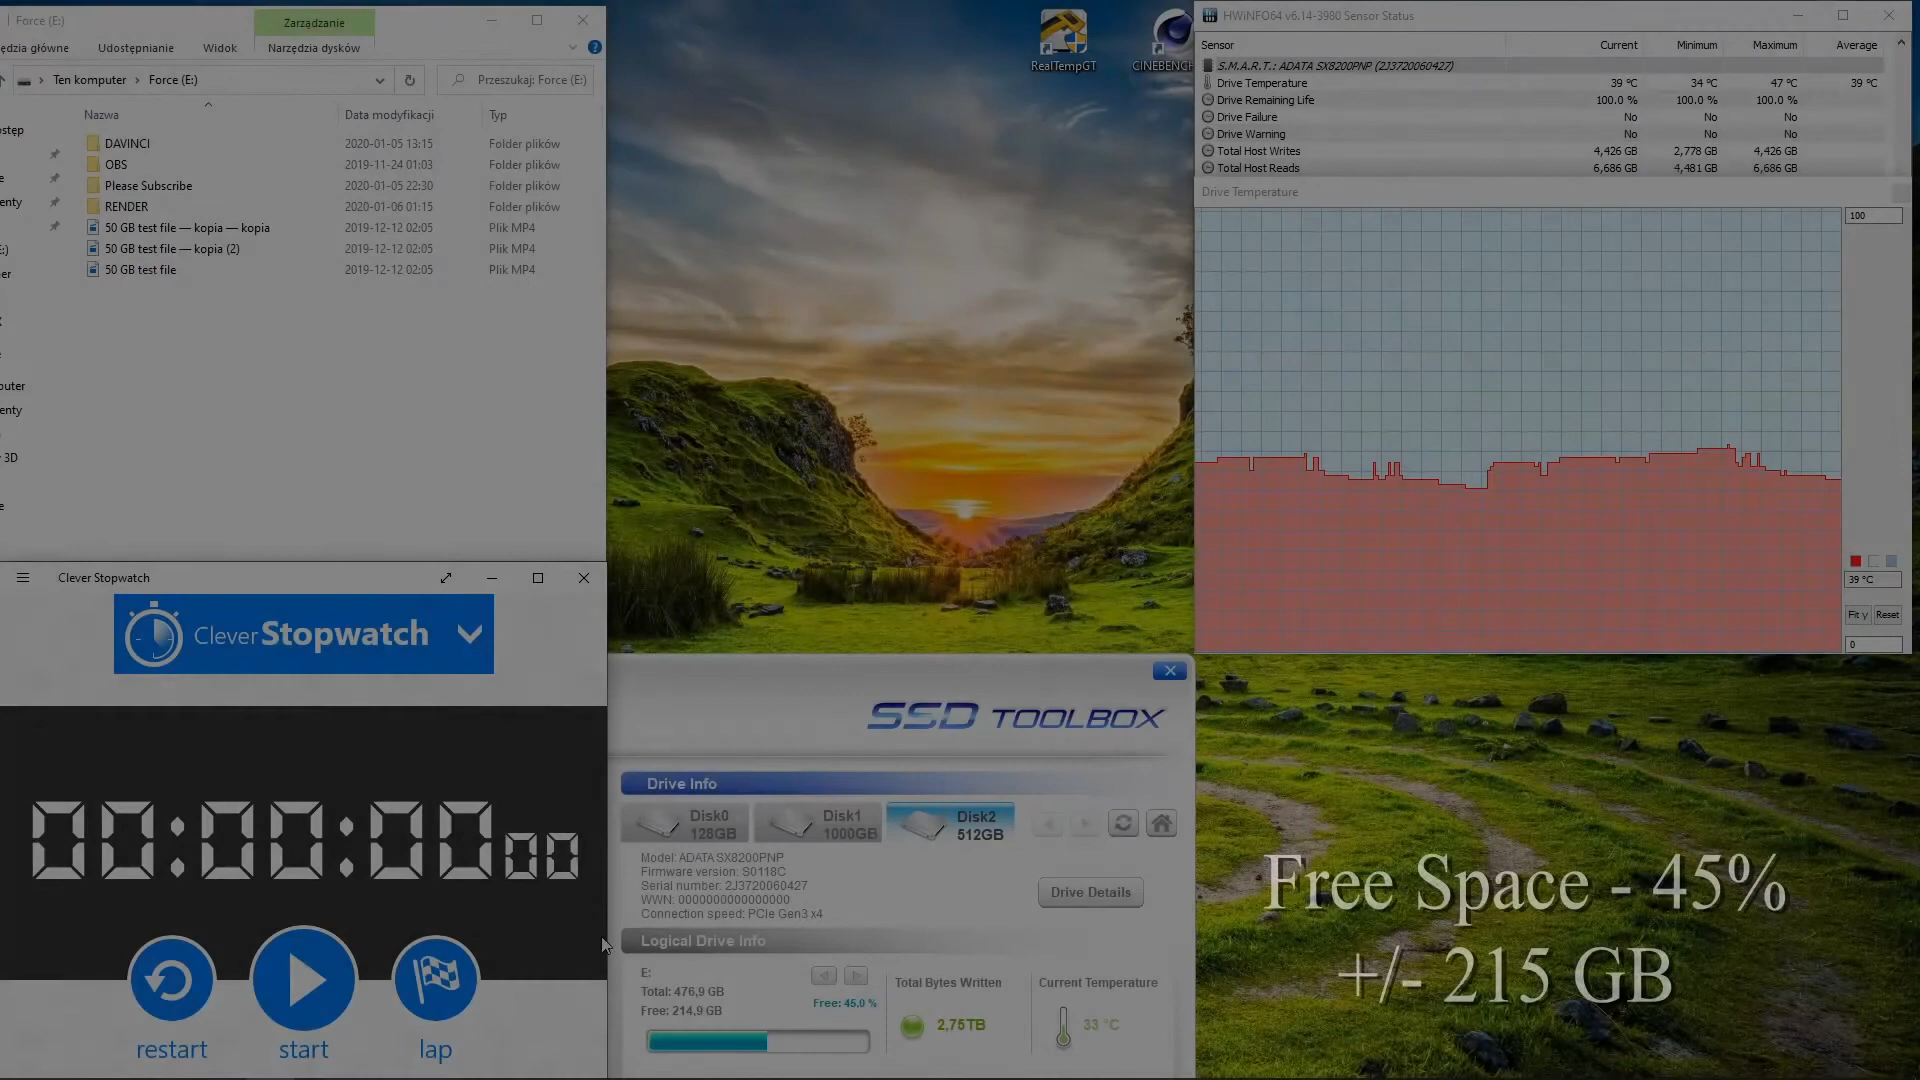 Force (E:)
Zarządzanie
ędzia główne
Udostępnianie
Widok
Narzędzia dysków
Ten komputer
Force (E:)
Przeszukaj: Force (E:)
Nazwa
Data modyfikacji
Typ
ostęp
DAVINCI
2020-01-05 13:15
Folder plików
OBS
2019-11-24 01:03
Folder plików
Please Subscribe
2020-01-05 22:30
Folder plików
enty
RENDER
2020-01-06 01:15
Folder plików
50 GB test file — kopia — kopia
2019-12-12 02:05
Plik MP4
E:)
50 GB test file — kopia (2)
2019-12-12 02:05
Plik MP4
er
50 GB test file
2019-12-12 02:05
Plik MP4
puter
enty
3D
RealTempGT
CINEBENCH
HWiNFO64 v6.14-3980 Sensor Status
Sensor
Current
Minimum
Maximum
Average
S.M.A.R.T.: ADATA SX8200PNP (2J3720060427)
Drive Temperature
39 °C
34 °C
47 °C
39 °C
Drive Remaining Life
100.0 %
100.0 %
100.0 %
Drive Failure
No
No
No
Drive Warning
No
No
No
Total Host Writes
4,426 GB
2,778 GB
4,426 GB
Total Host Reads
6,686 GB
4,481 GB
6,686 GB
Drive Temperature
100
39 °C
Fit y
Reset
0
Clever Stopwatch
CleverStopwatch
00:00:00 00
restart
start
lap
SSD TOOLBOX
Drive Info
Disk0
128GB
Disk1
1000GB
Disk2
512GB
Model: ADATA SX8200PNP
Firmware version: S0118C
Serial number: 2J3720060427
WWN: 0000000000000000
Connection speed: PCIe Gen3 x4
Drive Details
Logical Drive Info
E:
Total: 476,9 GB
Free: 214,9 GB
Free: 45.0 %
Total Bytes Written
2,75TB
Current Temperature
33 °C
Free Space - 45%
+/- 215 GB